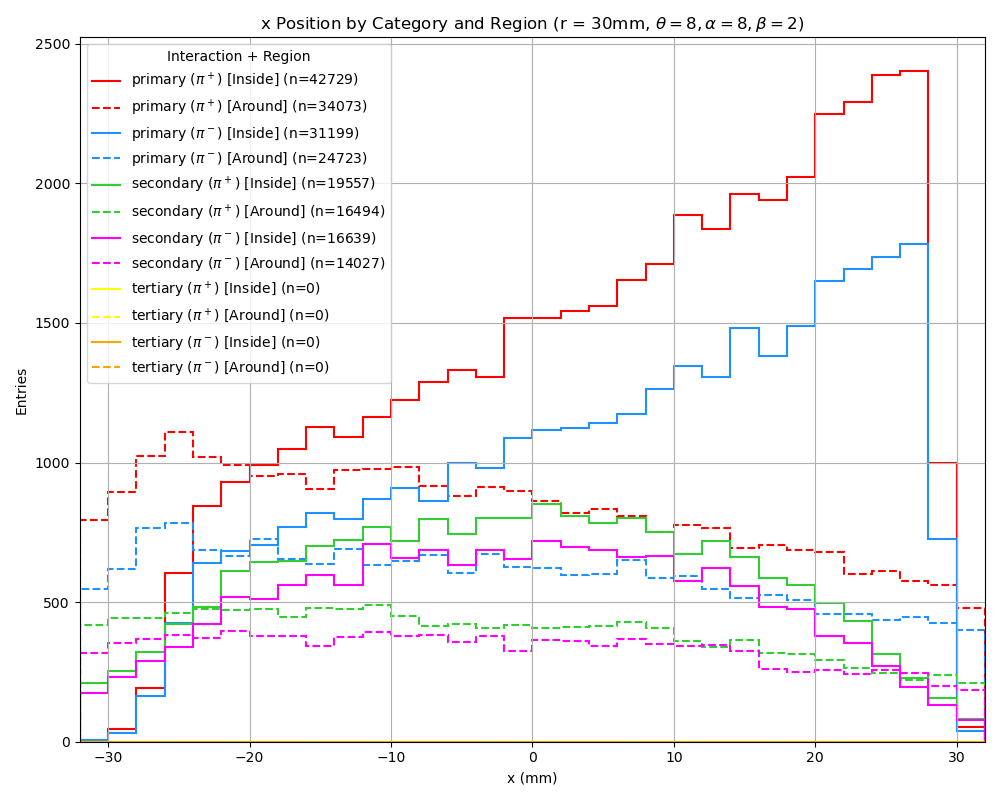 x Position by Category and Region (r = 30mm, θ = 8, α = 8, β = 2)
Interaction + Region
primary (π⁺) [Inside] (n=42729)
primary (π⁺) [Around] (n=34073)
primary (π⁻) [Inside] (n=31199)
primary (π⁻) [Around] (n=24723)
secondary (π⁺) [Inside] (n=19557)
secondary (π⁺) [Around] (n=16494)
secondary (π⁻) [Inside] (n=16639)
secondary (π⁻) [Around] (n=14027)
tertiary (π⁺) [Inside] (n=0)
tertiary (π⁺) [Around] (n=0)
tertiary (π⁻) [Inside] (n=0)
tertiary (π⁻) [Around] (n=0)
Entries
2500
2000
1500
1000
500
0
−30 −20 −10 0 10 20 30
x (mm)